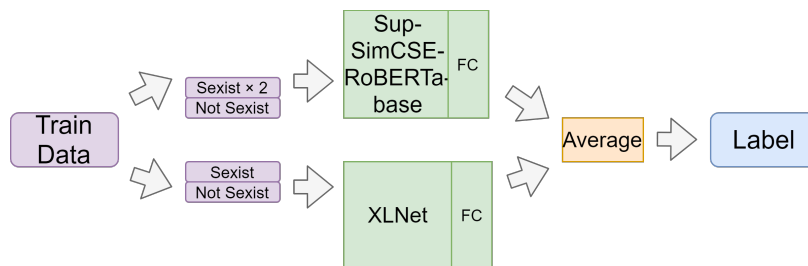 Train
Data
Sexist × 2
Not Sexist
Sup-
SimCSE-
RoBERTa-
base
FC
Sexist
Not Sexist
XLNet
FC
Average
Label